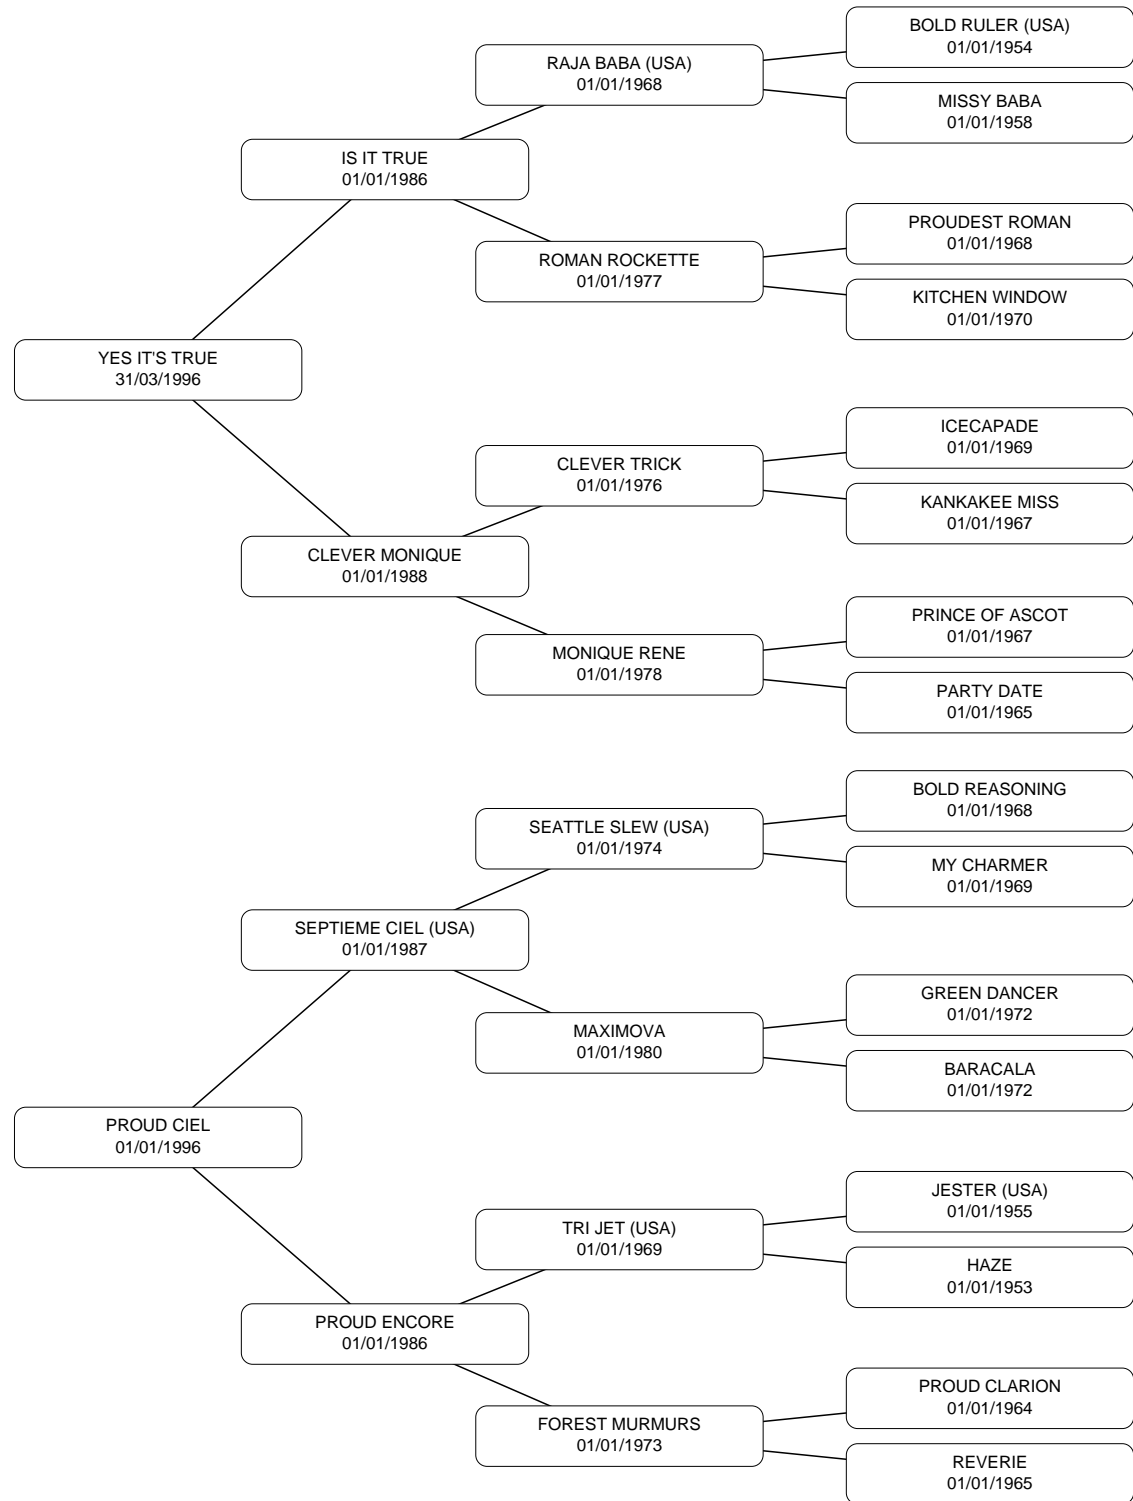 BOLD RULER (USA)
01/01/1954
RAJA BABA (USA)
01/01/1968
MISSY BABA
01/01/1958
IS IT TRUE
01/01/1986
PROUDEST ROMAN
01/01/1968
ROMAN ROCKETTE
01/01/1977
KITCHEN WINDOW
01/01/1970
YES IT'S TRUE
31/03/1996
ICECAPADE
01/01/1969
CLEVER TRICK
01/01/1976
KANKAKEE MISS
01/01/1967
CLEVER MONIQUE
01/01/1988
PRINCE OF ASCOT
01/01/1967
MONIQUE RENE
01/01/1978
PARTY DATE
01/01/1965
BOLD REASONING
01/01/1968
SEATTLE SLEW (USA)
01/01/1974
MY CHARMER
01/01/1969
SEPTIEME CIEL (USA)
01/01/1987
GREEN DANCER
01/01/1972
MAXIMOVA
01/01/1980
BARACALA
01/01/1972
PROUD CIEL
01/01/1996
JESTER (USA)
01/01/1955
TRI JET (USA)
01/01/1969
HAZE
01/01/1953
PROUD ENCORE
01/01/1986
PROUD CLARION
01/01/1964
FOREST MURMURS
01/01/1973
REVERIE
01/01/1965